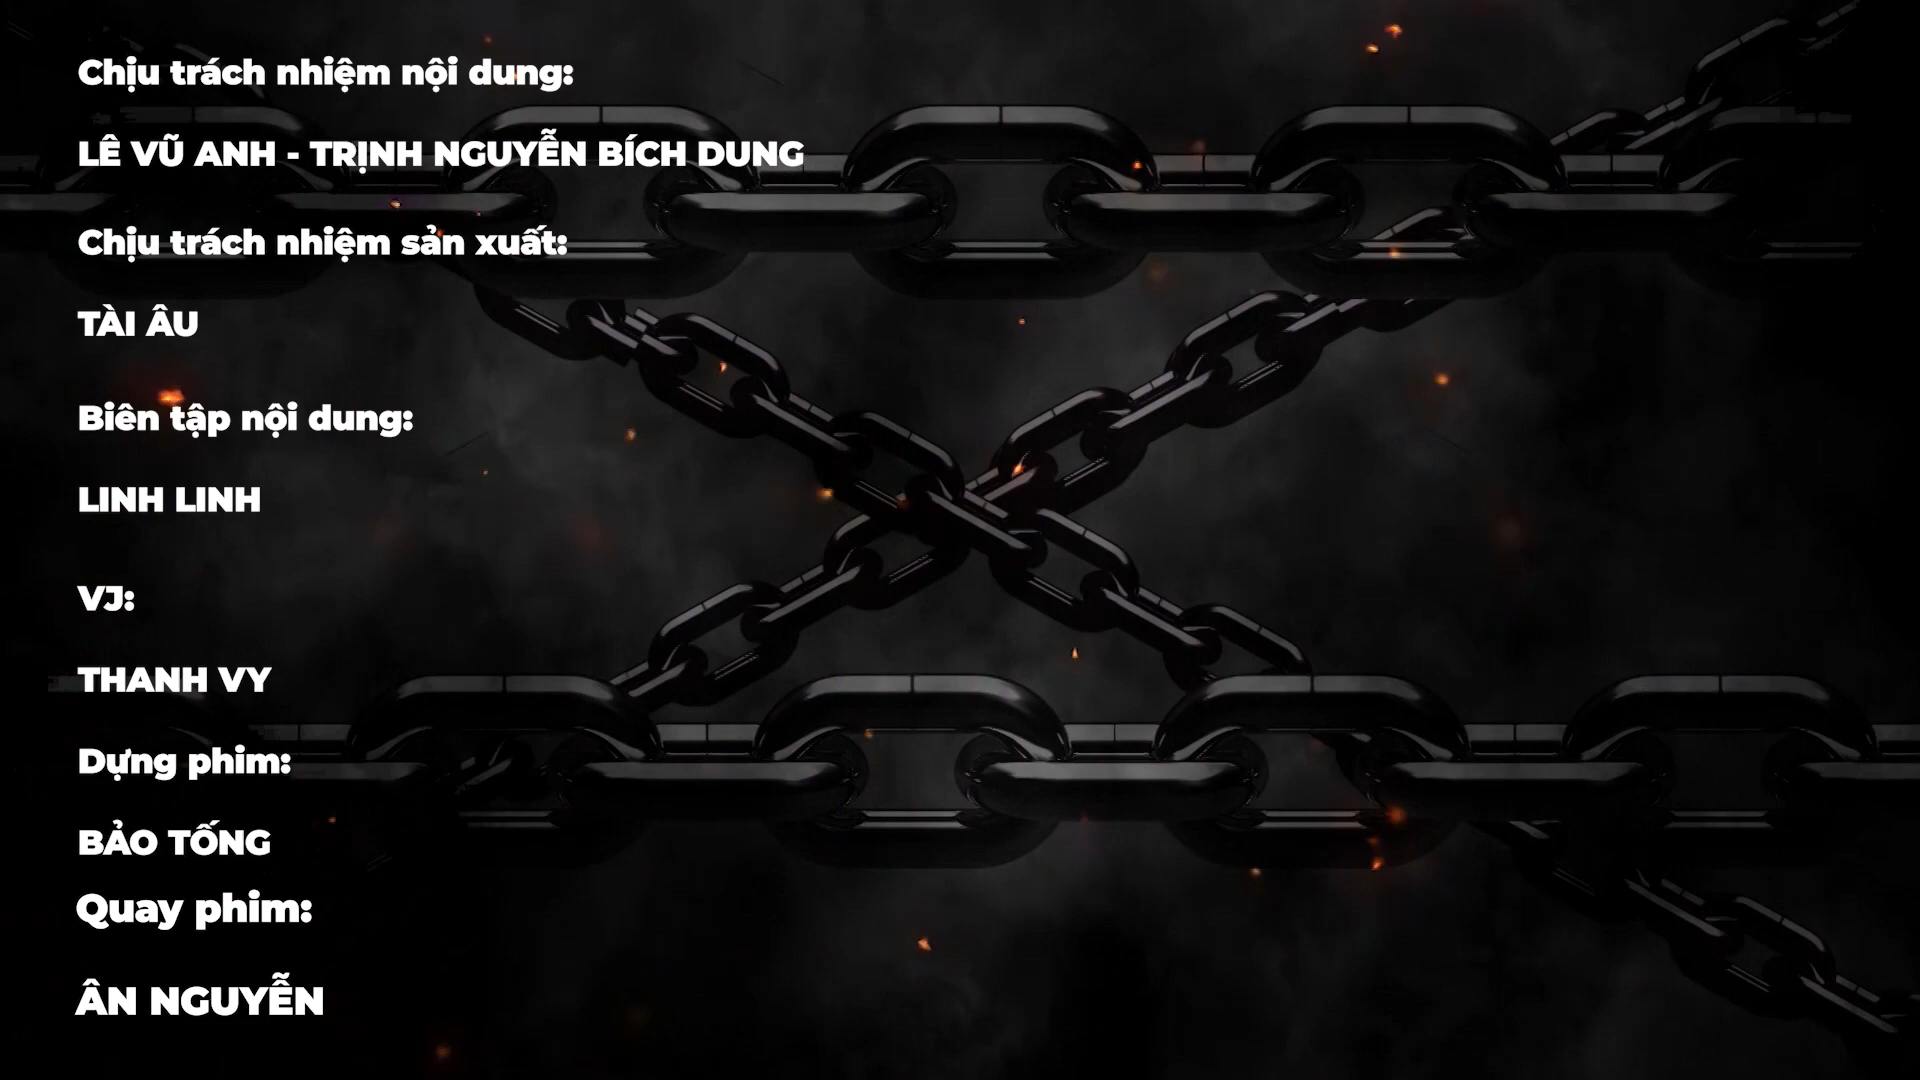 Chịu trách nhiệm nội dung:
LÊ VŨ ANH - TRỊNH NGUYỄN BÍCH DUNG
Chịu trách nhiệm sản xuất:
TÀI ÂU
Biên tập nội dung:
LINH LINH
VJ:
THANH VY
Dựng phim:
BẢO TỐNG
Quay phim:
ÂN NGUYỄN